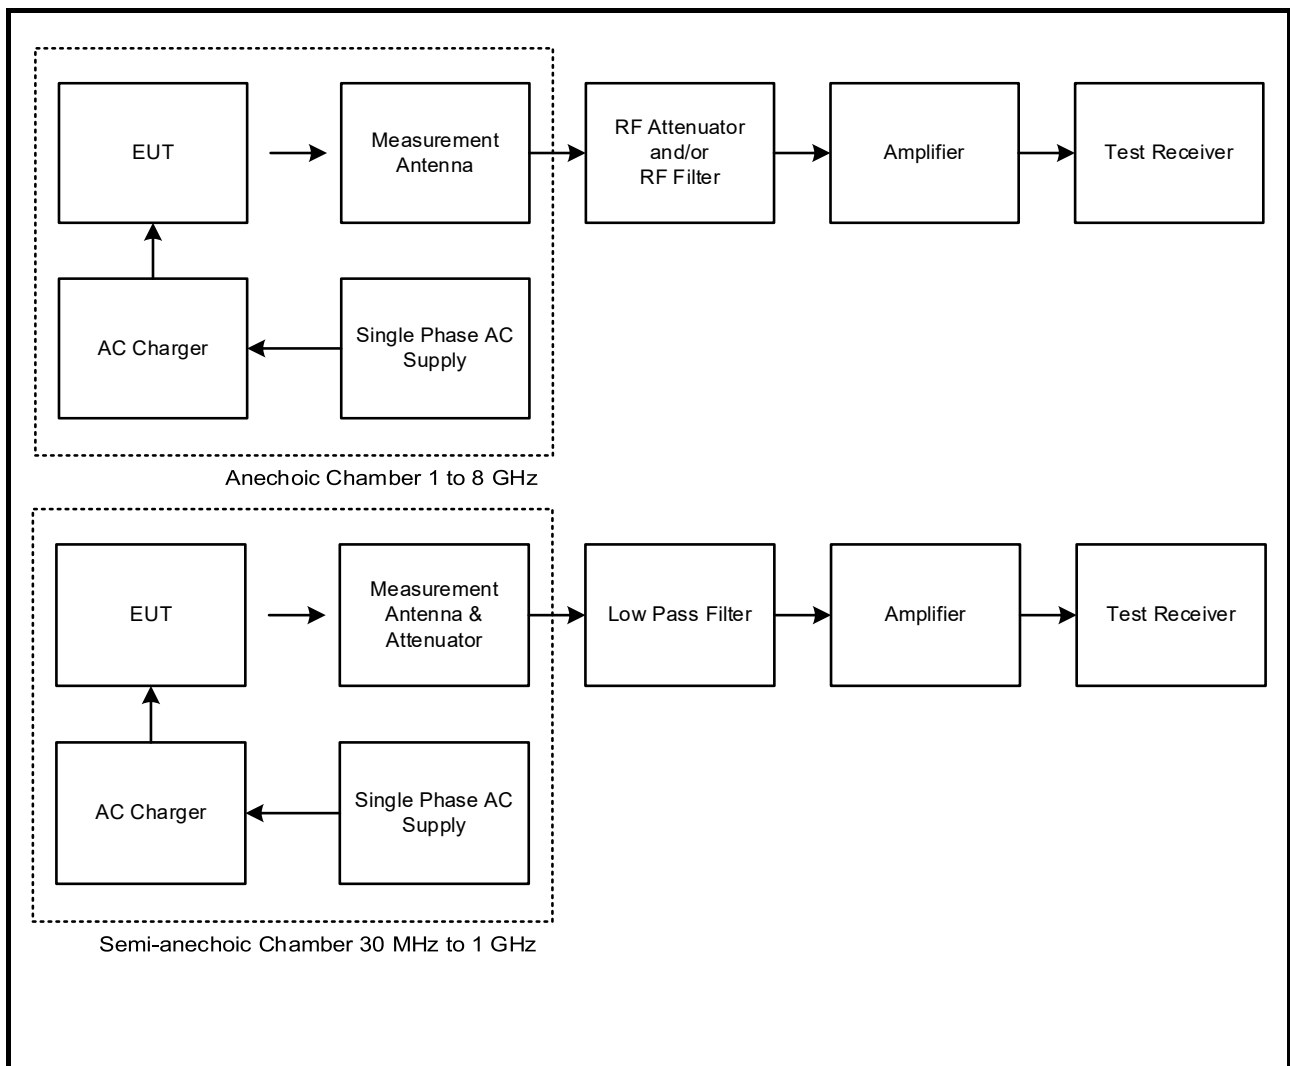 EUT
Measurement
Antenna
RF Attenuator
and/or
RF Filter
Amplifier
Test Receiver
AC Charger
Single Phase AC
Supply
Anechoic Chamber 1 to 8 GHz
EUT
Measurement
Antenna &
Attenuator
Low Pass Filter
Amplifier
Test Receiver
AC Charger
Single Phase AC
Supply
Semi-anechoic Chamber 30 MHz to 1 GHz